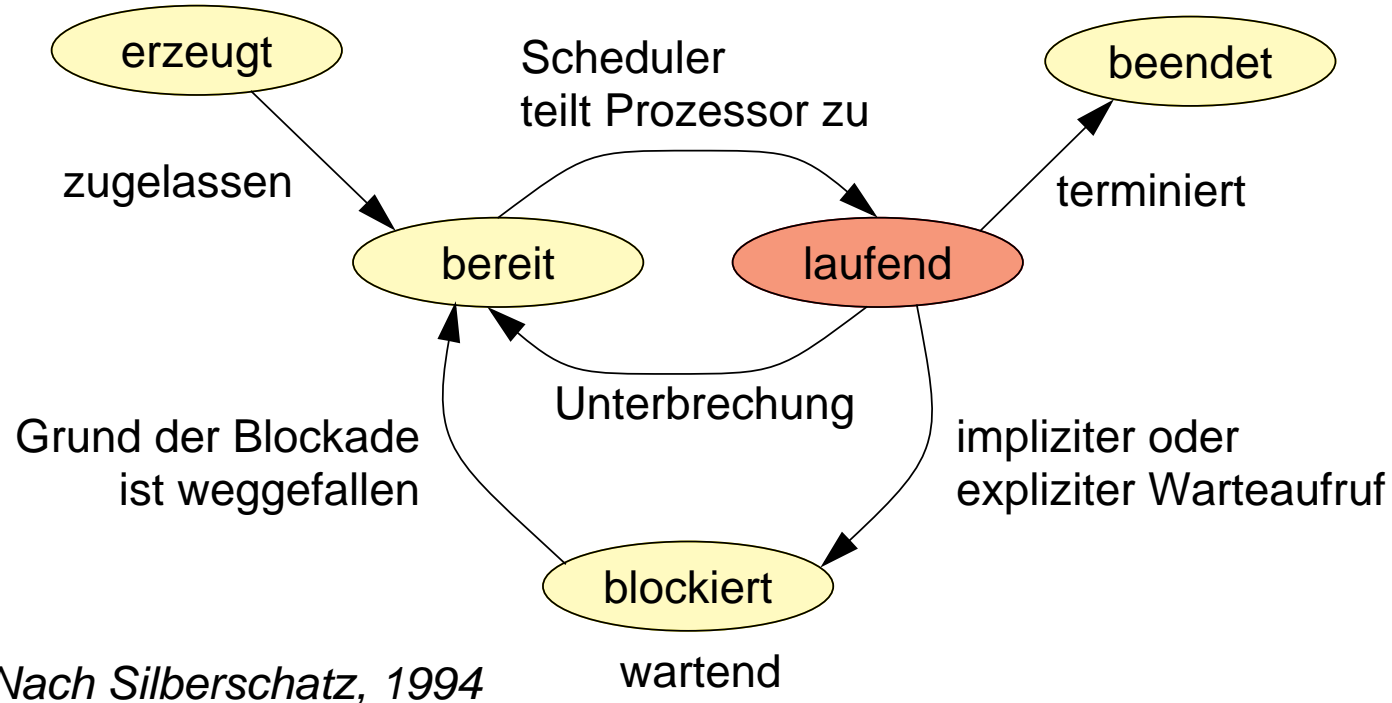 erzeugt
Scheduler
teilt Prozessor zu
beendet
zugelassen
terminiert
bereit
laufend
Unterbrechung
Grund der Blockade
ist weggefallen
impliziter oder
expliziter Warteaufruf
blockiert
wartend
Nach Silberschatz, 1994